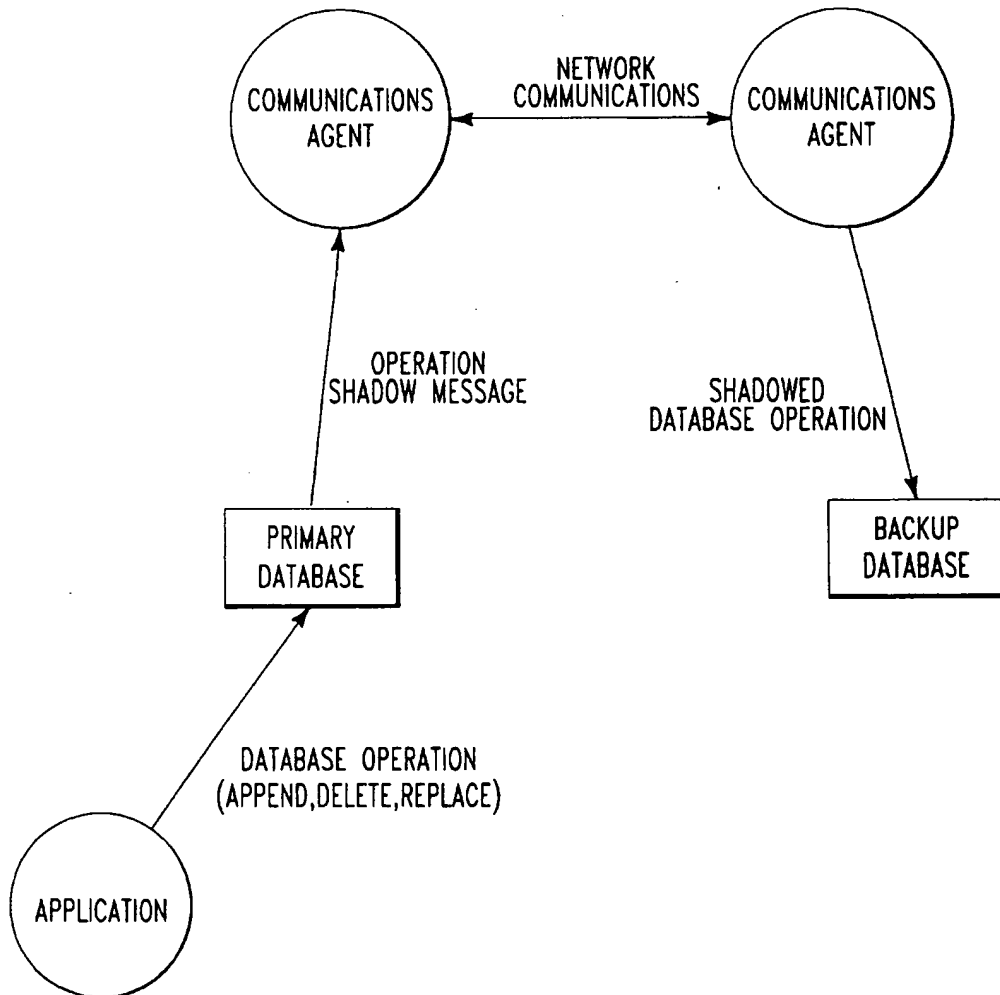 COMMUNICATIONS
AGENT
NETWORK
COMMUNICATIONS
COMMUNICATIONS
AGENT
OPERATION
SHADOW MESSAGE
SHADOWED
DATABASE OPERATION
PRIMARY
DATABASE
BACKUP
DATABASE
DATABASE OPERATION
(APPEND,DELETE,REPLACE)
APPLICATION